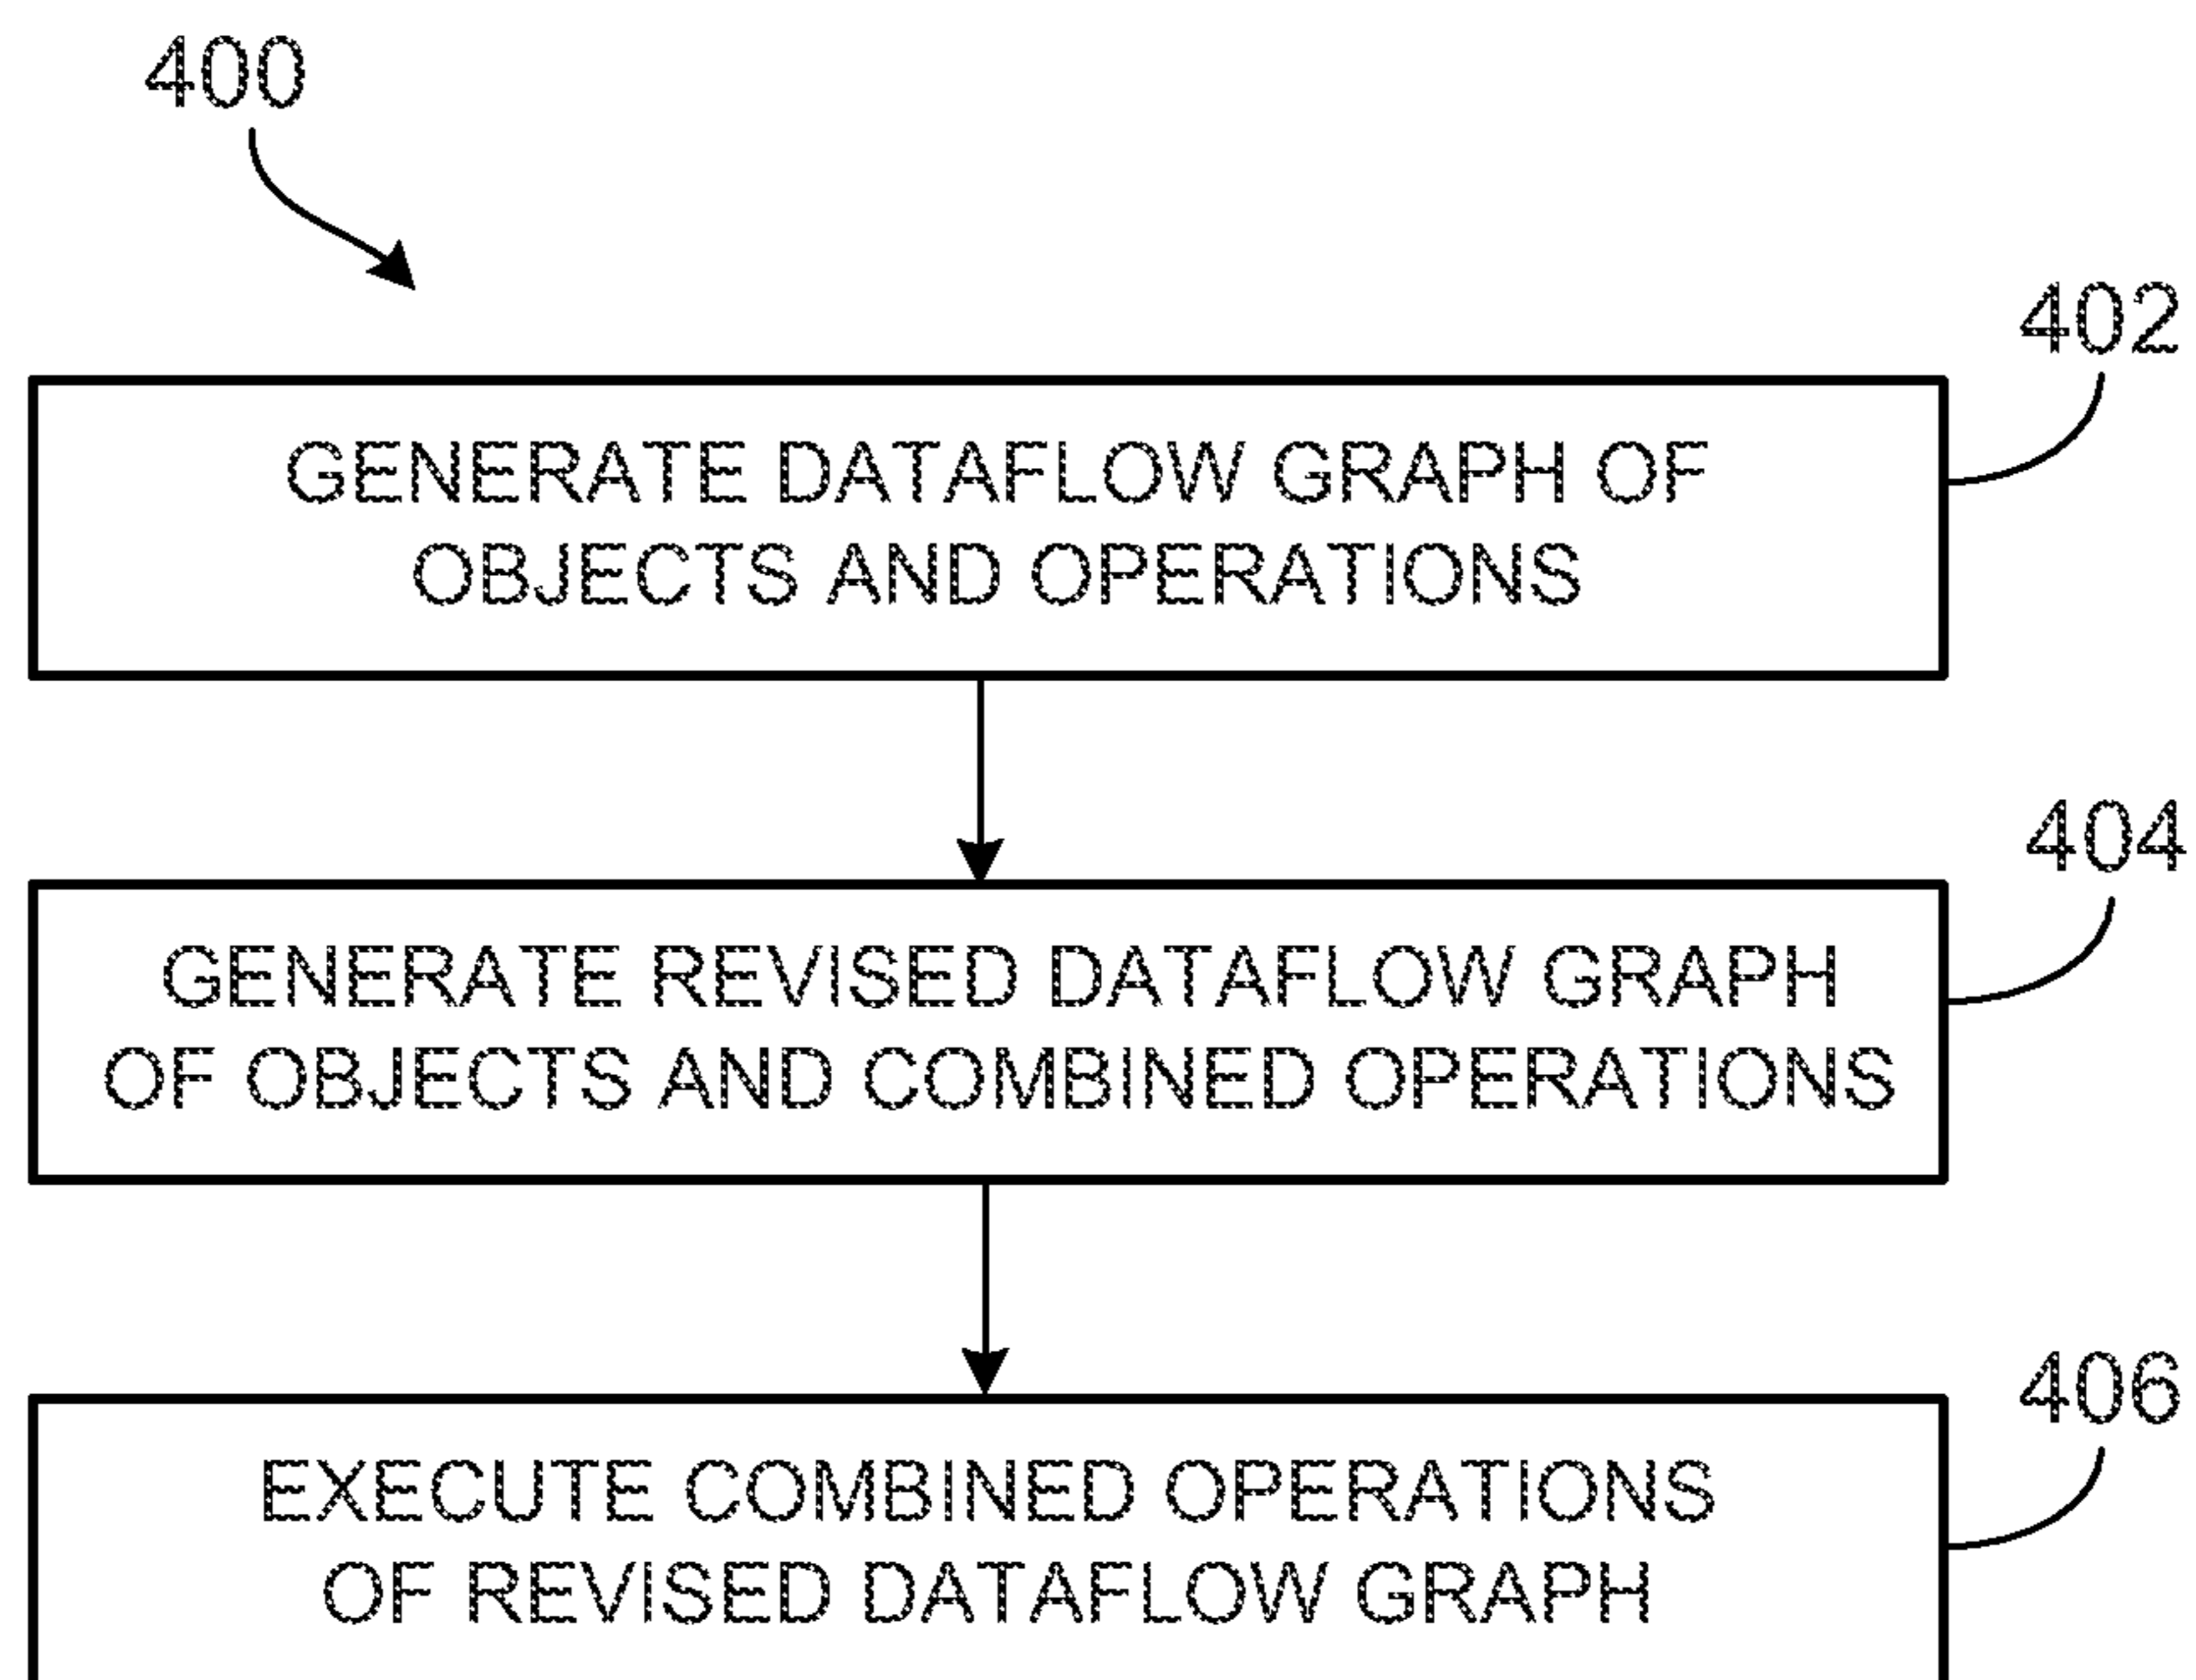 400
402
GENERATE DATAFLOW GRAPH OF
OBJECTS AND OPERATIONS
404
GENERATE REVISED DATAFLOW GRAPH
OF OBJECTS AND COMBINED OPERATIONS
406
EXECUTE COMBINED OPERATIONS
OF REVISED DATAFLOW GRAPH